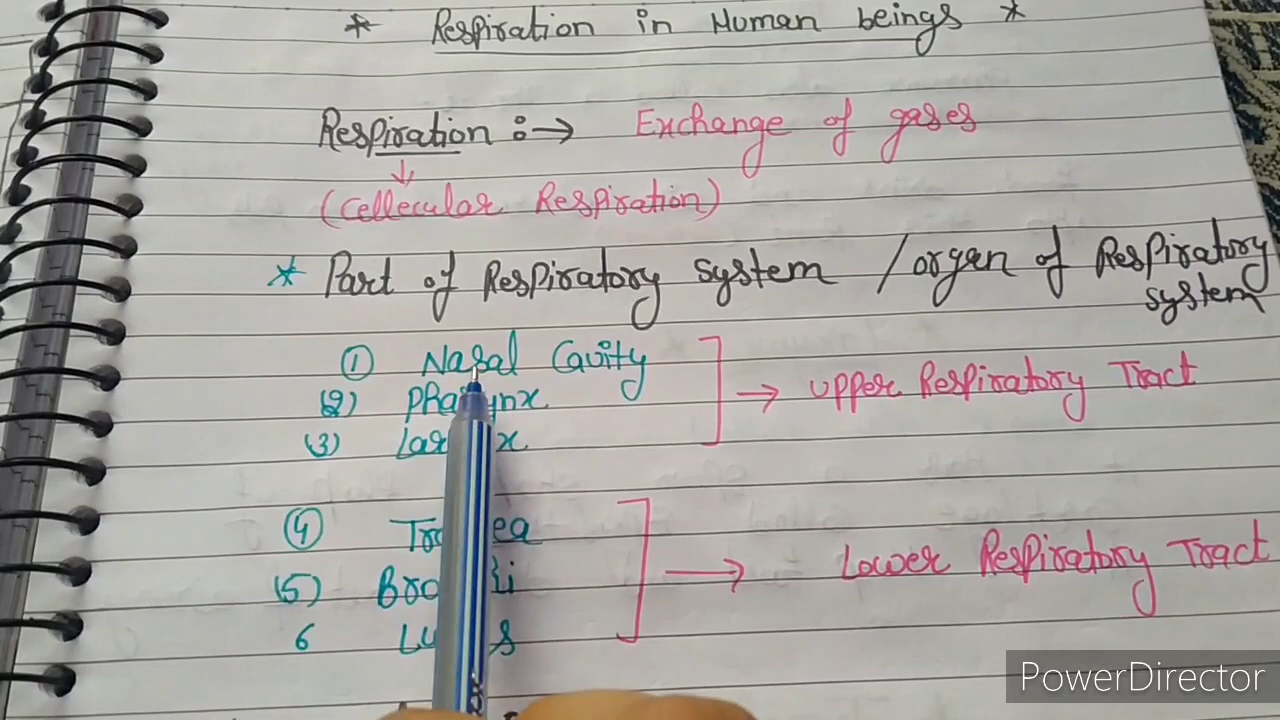 * Respiration in Human beings *
Respiration :→ Exchange of gases
↓
(Cellecular Respiration)
* Part of Respiratory system / organ of Respiratory
system
① Nasal Cavity
(2)
(3)
→ Upper Respiratory Tract
④
(5)
6
→ Lower Respiratory Tract
PowerDirector